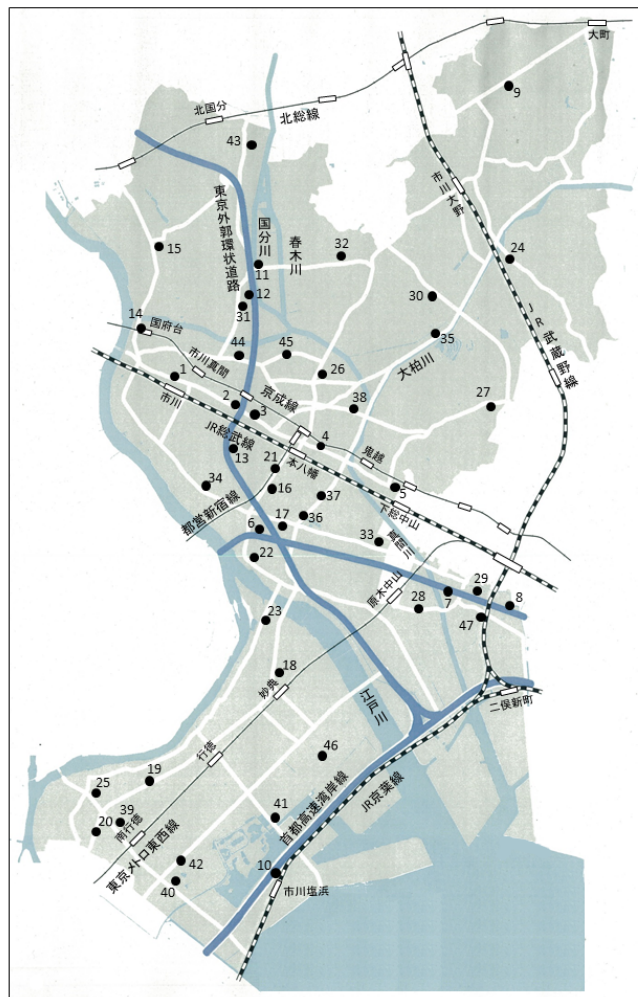 大町
9
北国分
北総線
43
市川大野
東京外郭環状道路
国分川
春木川
15
32
24
11
12
31
30
JR武蔵野線
14
国府台
35
44
45
市川真間
大柏川
1
26
京成線
市川
2
3
38
27
JR総武線
4
鬼越
13
21
本八幡
34
16
5
37
都営新宿線
下総中山
6
17
36
33
真間川
22
原木中山
29
7
8
28
47
23
18
妙典
江戸川
二俣新町
行徳
46
19
25
首都高速湾岸線
JR京葉線
39
41
20
南行徳
東京メトロ東西線
42
40
10
市川塩浜